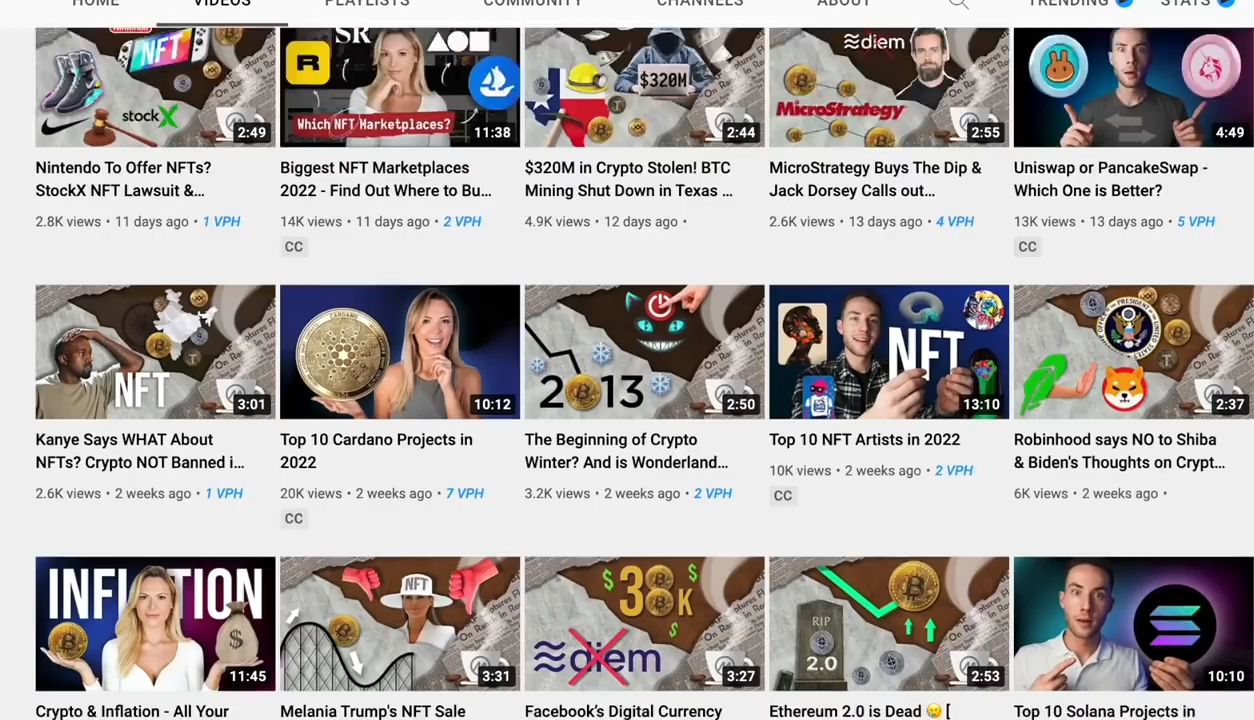 HOME VIDEOS PLAYLISTS COMMUNITY CHANNELS ABOUT TRENDING STATS
NFT
stockX
2:49
Nintendo To Offer NFTs?
StockX NFT Lawsuit &...
2.8K views • 11 days ago • 1 VPH
R
SR
Which NFT Marketplaces?
11:38
Biggest NFT Marketplaces
2022 - Find Out Where to Bu...
14K views • 11 days ago • 2 VPH
CC
$320M
2:44
$320M in Crypto Stolen! BTC
Mining Shut Down in Texas ...
4.9K views • 12 days ago •
diem
MicroStrategy
2:55
MicroStrategy Buys The Dip &
Jack Dorsey Calls out...
2.6K views • 13 days ago • 4 VPH
4:49
Uniswap or PancakeSwap -
Which One is Better?
13K views • 13 days ago • 5 VPH
CC
NFT
3:01
Kanye Says WHAT About
NFTs? Crypto NOT Banned i...
2.6K views • 2 weeks ago • 1 VPH
CARDANO
10:12
Top 10 Cardano Projects in
2022
20K views • 2 weeks ago • 7 VPH
CC
2013
2:50
The Beginning of Crypto
Winter? And is Wonderland...
3.2K views • 2 weeks ago • 2 VPH
NFT
13:10
Top 10 NFT Artists in 2022
10K views • 2 weeks ago • 2 VPH
CC
2:37
Robinhood says NO to Shiba
& Biden's Thoughts on Crypt...
6K views • 2 weeks ago •
INFLATION
$
11:45
Crypto & Inflation - All Your
NFT
3:31
Melania Trump's NFT Sale
$ 38K $
$
diem
3:27
Facebook's Digital Currency
RIP
2.0
2:53
Ethereum 2.0 is Dead 🥲 [
10:10
Top 10 Solana Projects in